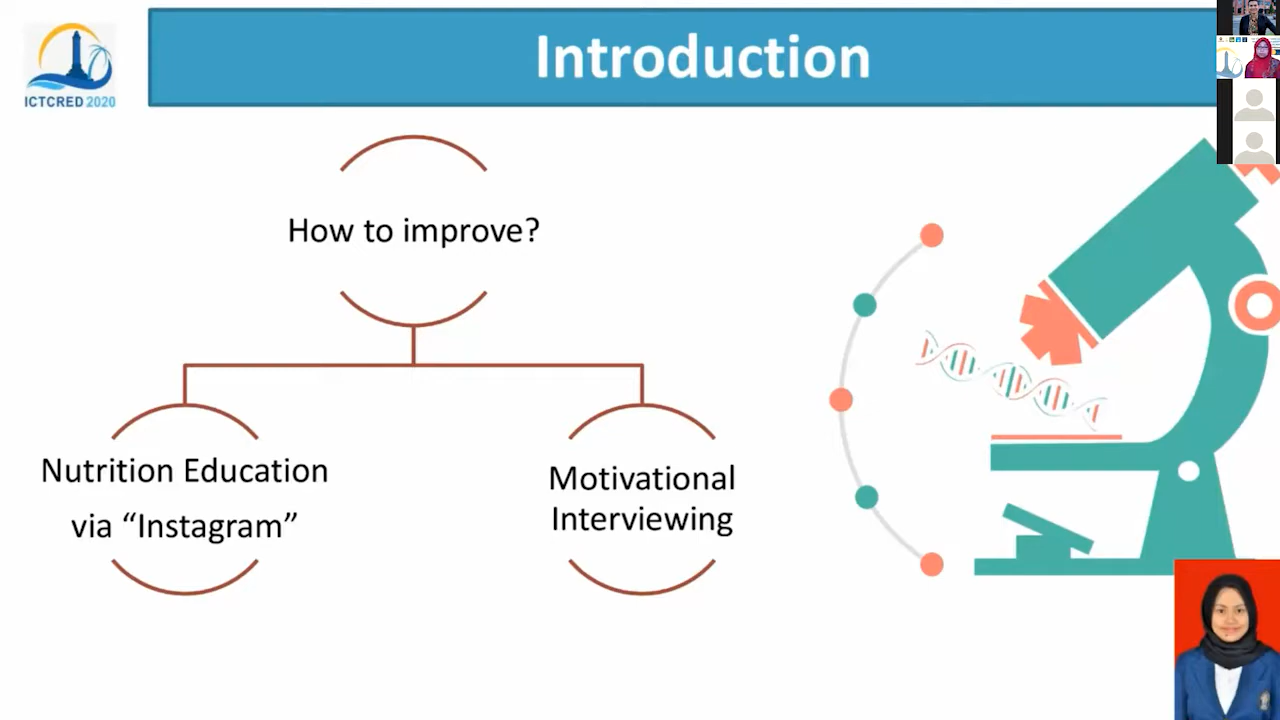 Introduction
ICTCRED 2020
How to improve?
Nutrition Education
via “Instagram”
Motivational
Interviewing